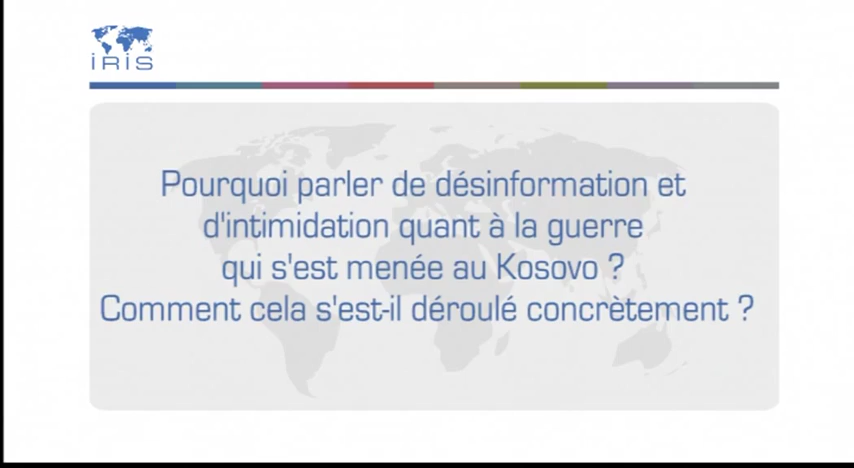 iRiS
Pourquoi parler de désinformation et
d'intimidation quant à la guerre
qui s'est menée au Kosovo ?
Comment cela s'est-il déroulé concrètement ?